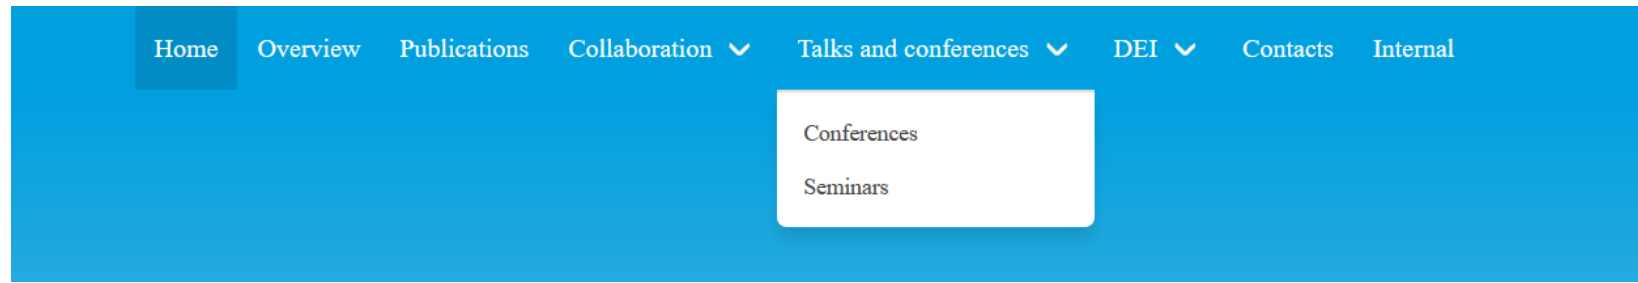 Home Overview Publications Collaboration Talks and conferences DEI Contacts Internal
Conferences
Seminars